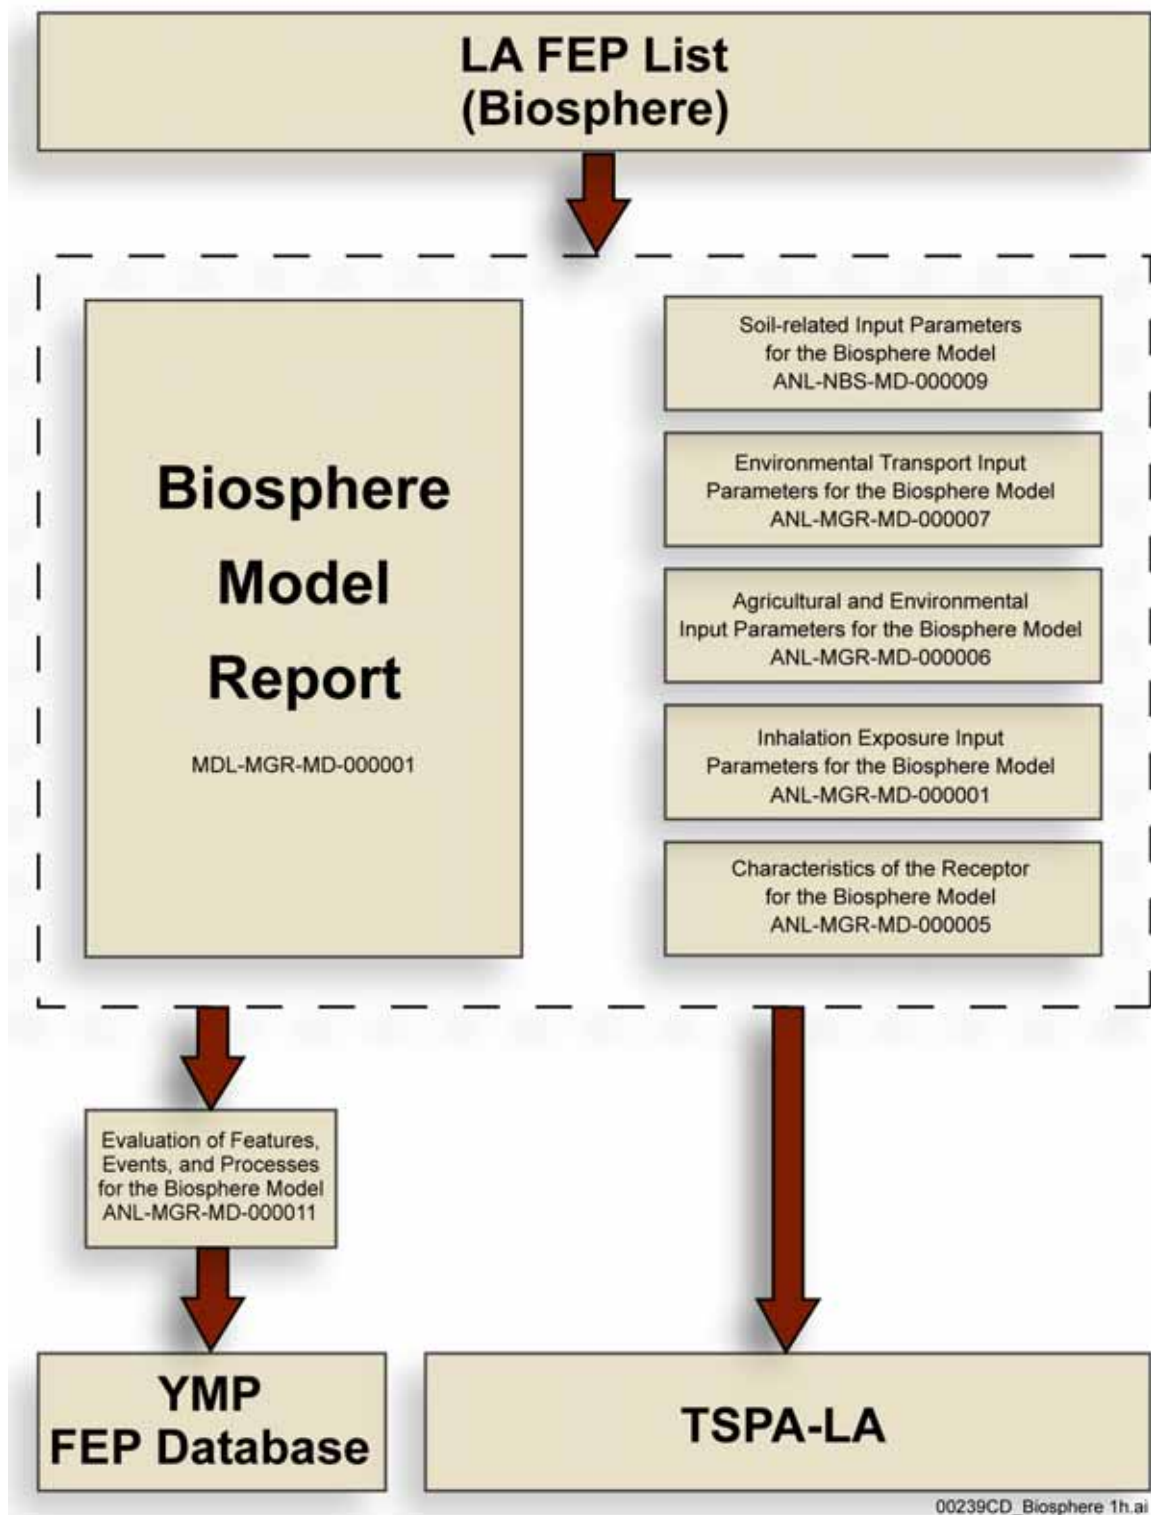 LA FEP List
(Biosphere)
Biosphere
Model
Report
MDL-MGR-MD-000001
Soil-related Input Parameters
for the Biosphere Model
ANL-NBS-MD-000009
Environmental Transport Input
Parameters for the Biosphere Model
ANL-MGR-MD-000007
Agricultural and Environmental
Input Parameters for the Biosphere Model
ANL-MGR-MD-000006
Inhalation Exposure Input
Parameters for the Biosphere Model
ANL-MGR-MD-000001
Characteristics of the Receptor
for the Biosphere Model
ANL-MGR-MD-000005
Evaluation of Features,
Events, and Processes
for the Biosphere Model
ANL-MGR-MD-000011
YMP
FEP Database
TSPA-LA
00239CD_Biosphere 1h.ai